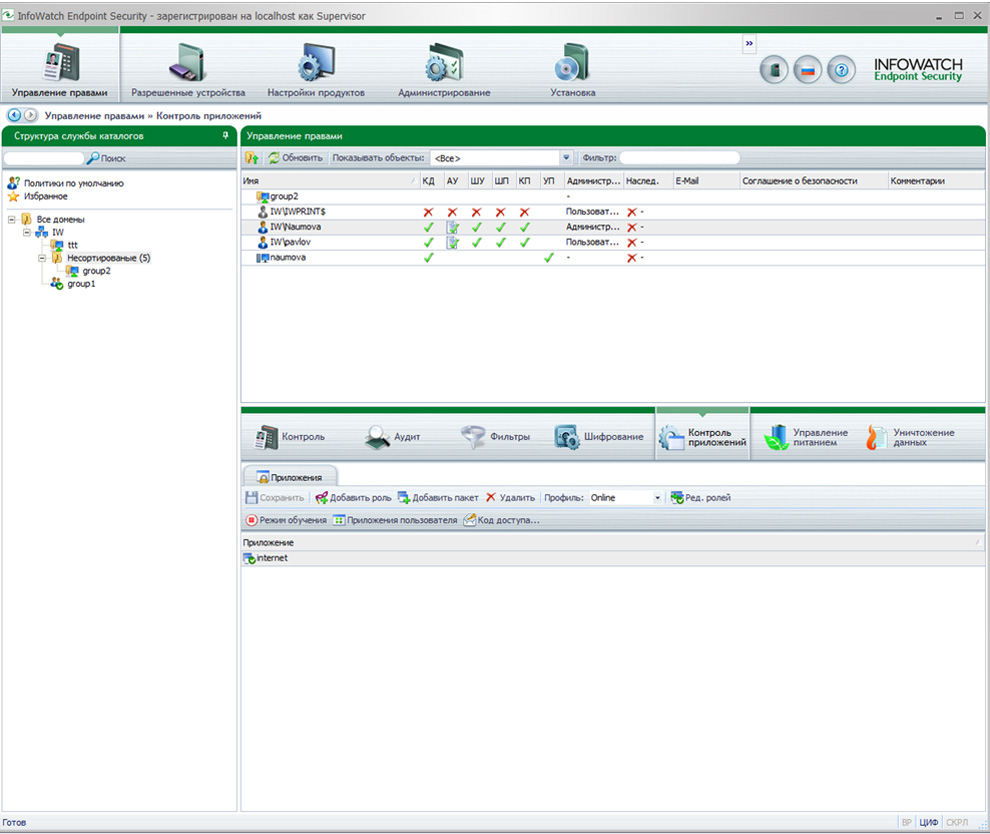 InfoWatch Endpoint Security - зарегистрирован на localhost как Supervisor
»
Управление правами Разрешенные устройства Настройки продуктов Администрирование Установка
INFOWATCH
Endpoint Security
Управление правами » Контроль приложений
Структура службы каталогов
Поиск
Политики по умолчанию
Избранное
Все домены
IW
ttt
Несортированые (5)
group2
group1
Управление правами
Обновить Показывать объекты: <Все> Фильтр:
Имя КД АУ ШУ ШП КП УП Администр... Наслед. E-Mail Соглашение о безопасности Комментарии
group2 -
IW\IWPRINT$ Пользоват... -
IW\Naumova Администр... -
IW\pavlov Пользоват... -
naumova - -
Контроль Аудит Фильтры Шифрование Контроль приложений Управление питанием Уничтожение данных
Приложения
Сохранить Добавить роль Добавить пакет Удалить Профиль: Online Ред. ролей
Режим обучения Приложения пользователя Код доступа...
Приложение
internet
Готов ВР ЦИФ СКРЛ